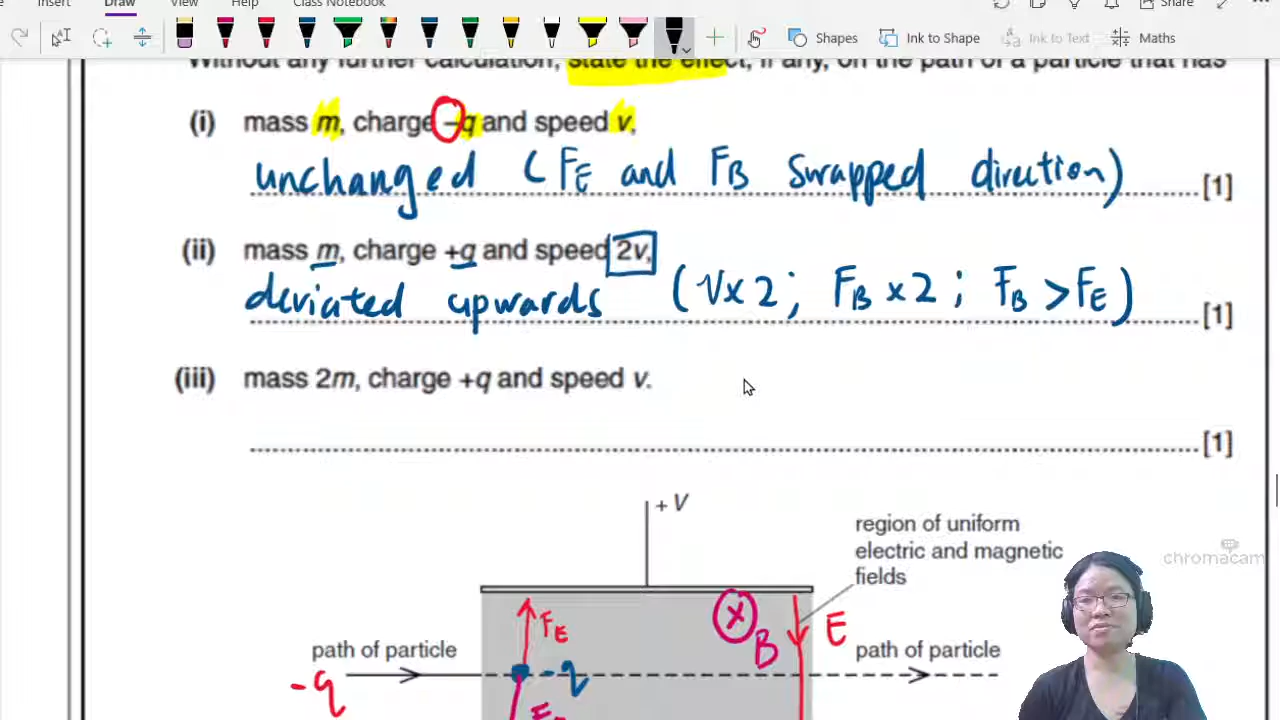 Insert Draw View Help Class Notebook Share
Shapes Ink to Shape Ink to Text Maths
Without any further calculation, state the effect, if any, on the path of a particle that has
(i) mass m, charge –q and speed v,
unchanged (FE and FB swapped direction) [1]
(ii) mass m, charge +q and speed 2v,
deviated upwards (V×2; FB×2; FB>FE) [1]
(iii) mass 2m, charge +q and speed v.
[1]
+ V
region of uniform
electric and magnetic
fields
chromacam
FE
B
E
path of particle
path of particle
-q
-q